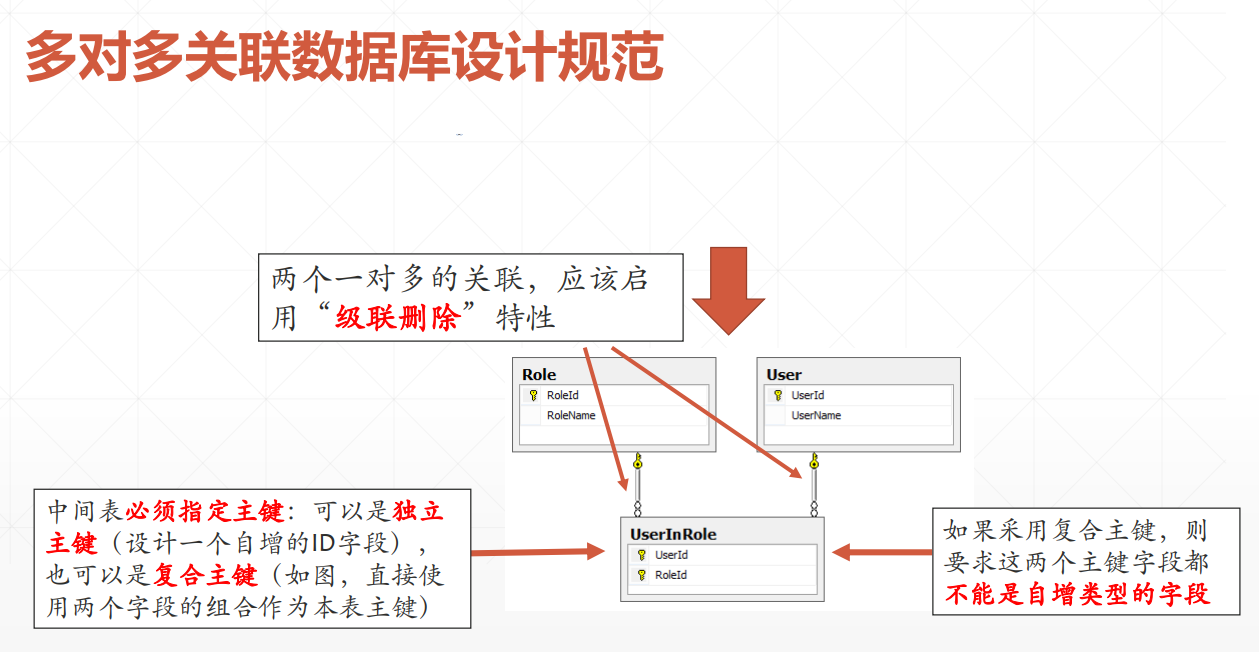 多对多关联数据库设计规范
两个一对多的关联，应该启
用“级联删除”特性
Role
RoleId
RoleName
User
UserId
UserName
中间表必须指定主键：可以是独立
主键（设计一个自增的ID字段），
也可以是复合主键（如图，直接使
用两个字段的组合作为本表主键）
UserInRole
UserId
RoleId
如果采用复合主键，则
要求这两个主键字段都
不能是自增类型的字段